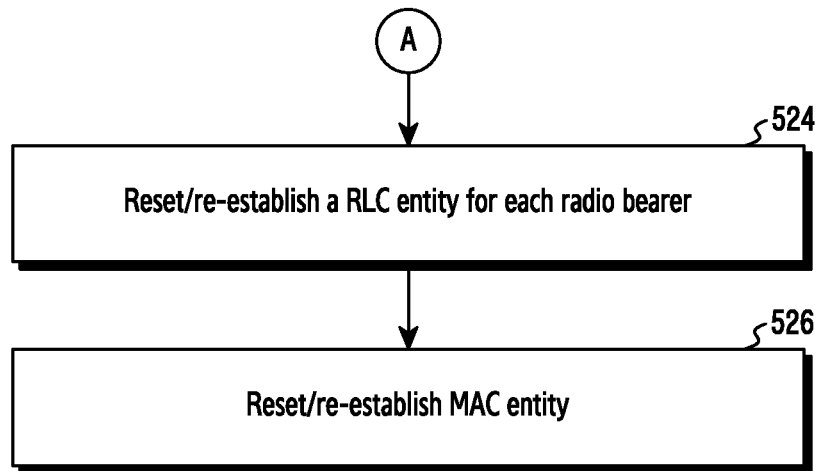 A
524
Reset/re-establish a RLC entity for each radio bearer
526
Reset/re-establish MAC entity